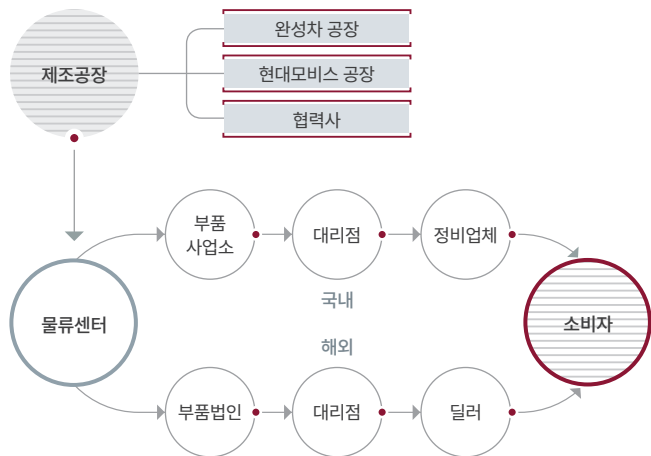 제조공장
완성차 공장
현대모비스 공장
협력사
부품
사업소
대리점
정비업체
국내
물류센터
소비자
해외
부품법인
대리점
딜러